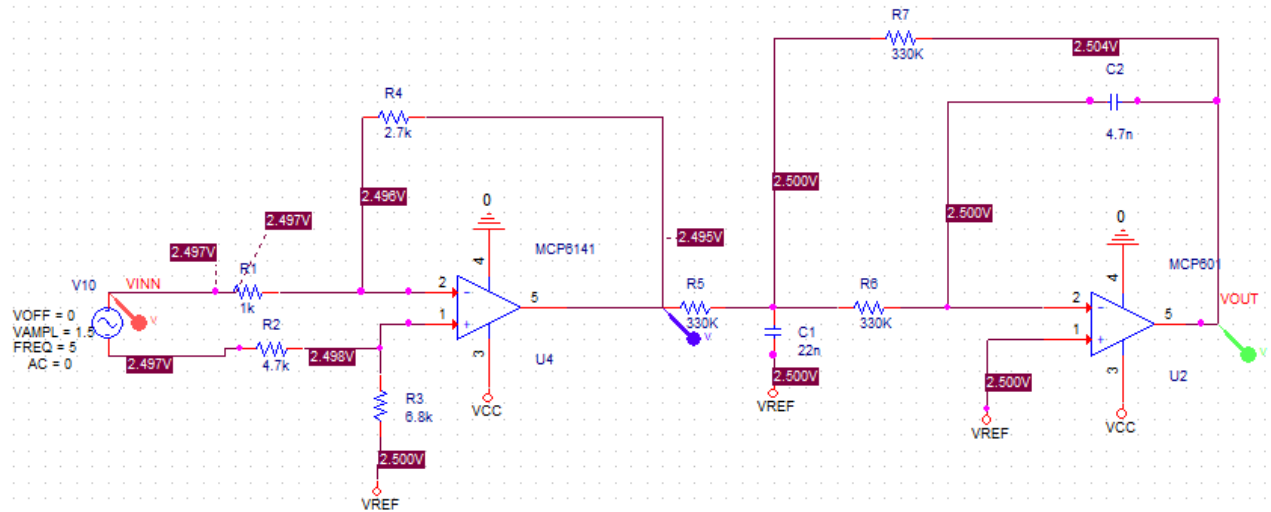 R7
330K
2.504V
C2
4.7n
R4
2.7k
2.500V
2.496V
2.500V
0
0
2.497V
2.497V
2.495V
MCP6141
MCP601
V10
VINN
R1
1k
2
4
5
R5
330K
R6
330K
2
4
5
VOUT
VOFF = 0
VAMPL = 1.5
FREQ = 5
AC = 0
R2
4.7k
2.497V
2.498V
1
3
U4
V
C1
22n
1
3
U2
V
V
R3
6.8k
VCC
2.500V
VREF
2.500V
VREF
VCC
2.500V
VREF